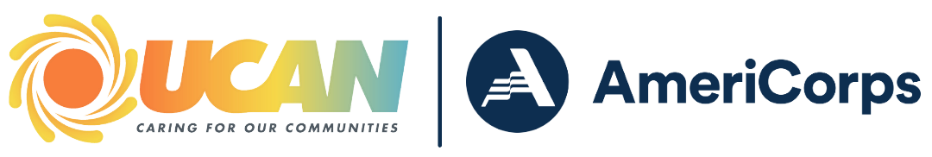 UCAN
CARING FOR OUR COMMUNITIES
AmeriCorps